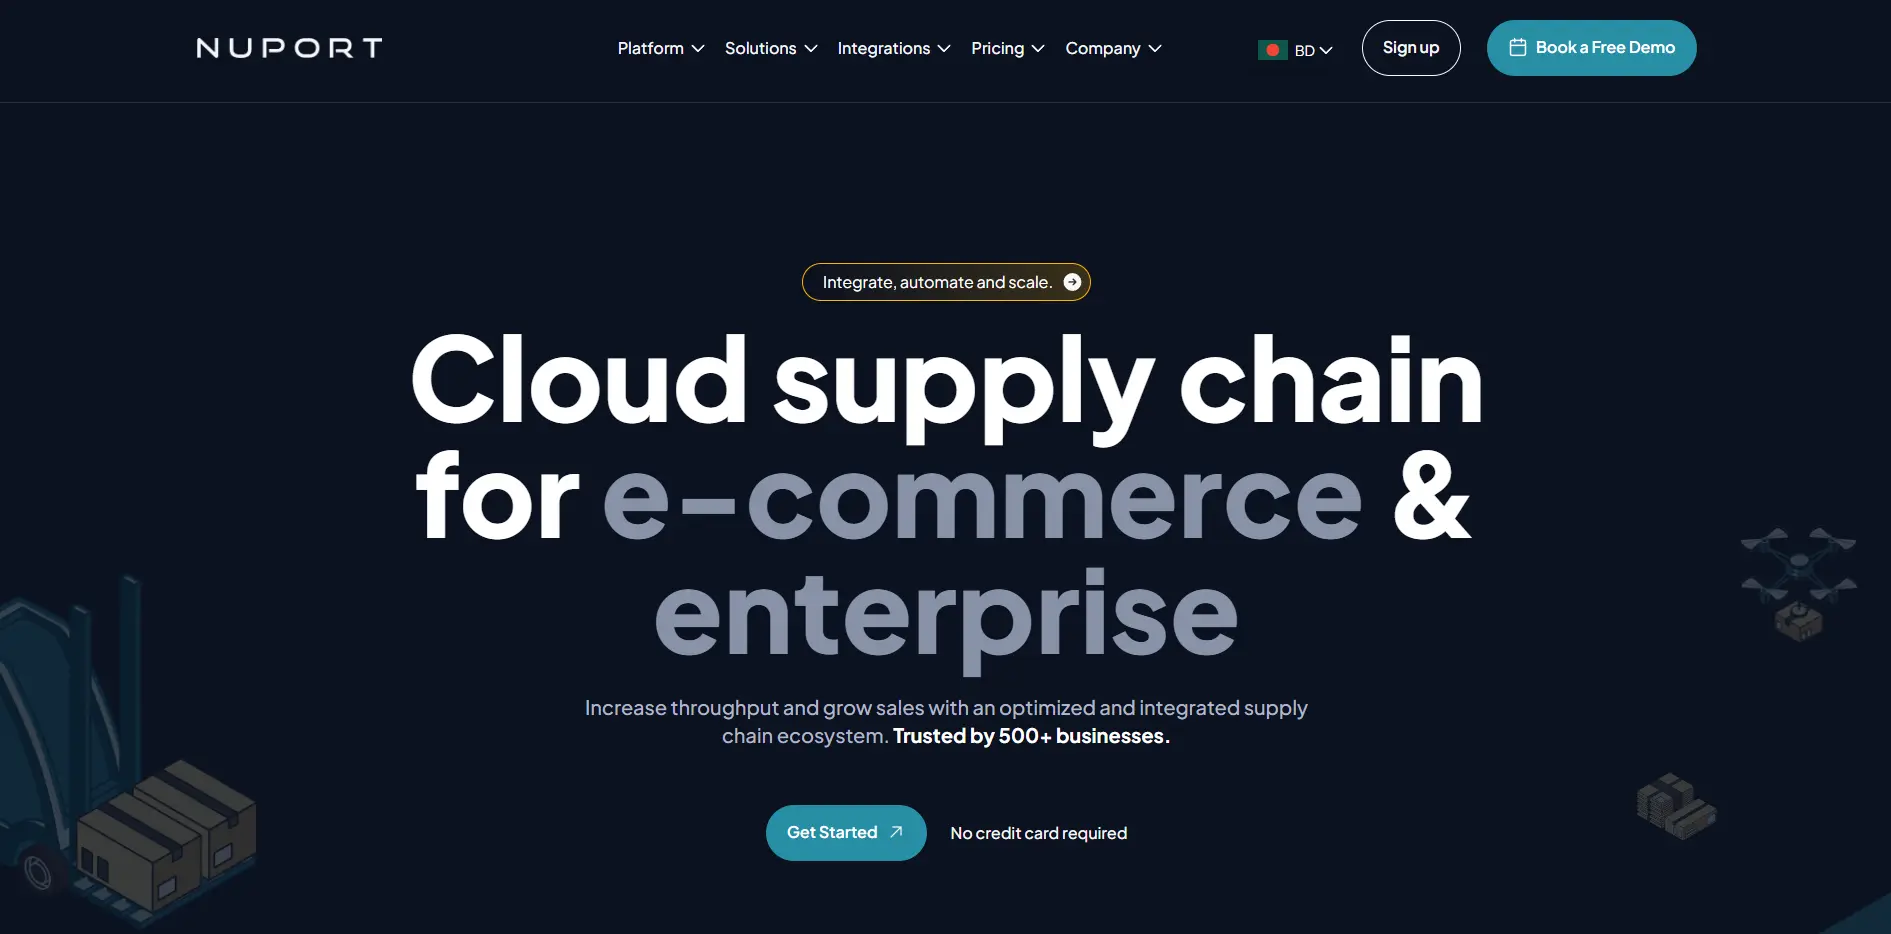 NUPORT
Platform
Solutions
Integrations
Pricing
Company
BD
Sign up
Book a Free Demo
Integrate, automate and scale.
Cloud supply chain
for e-commerce &
enterprise
Increase throughput and grow sales with an optimized and integrated supply
chain ecosystem. Trusted by 500+ businesses.
Get Started
No credit card required